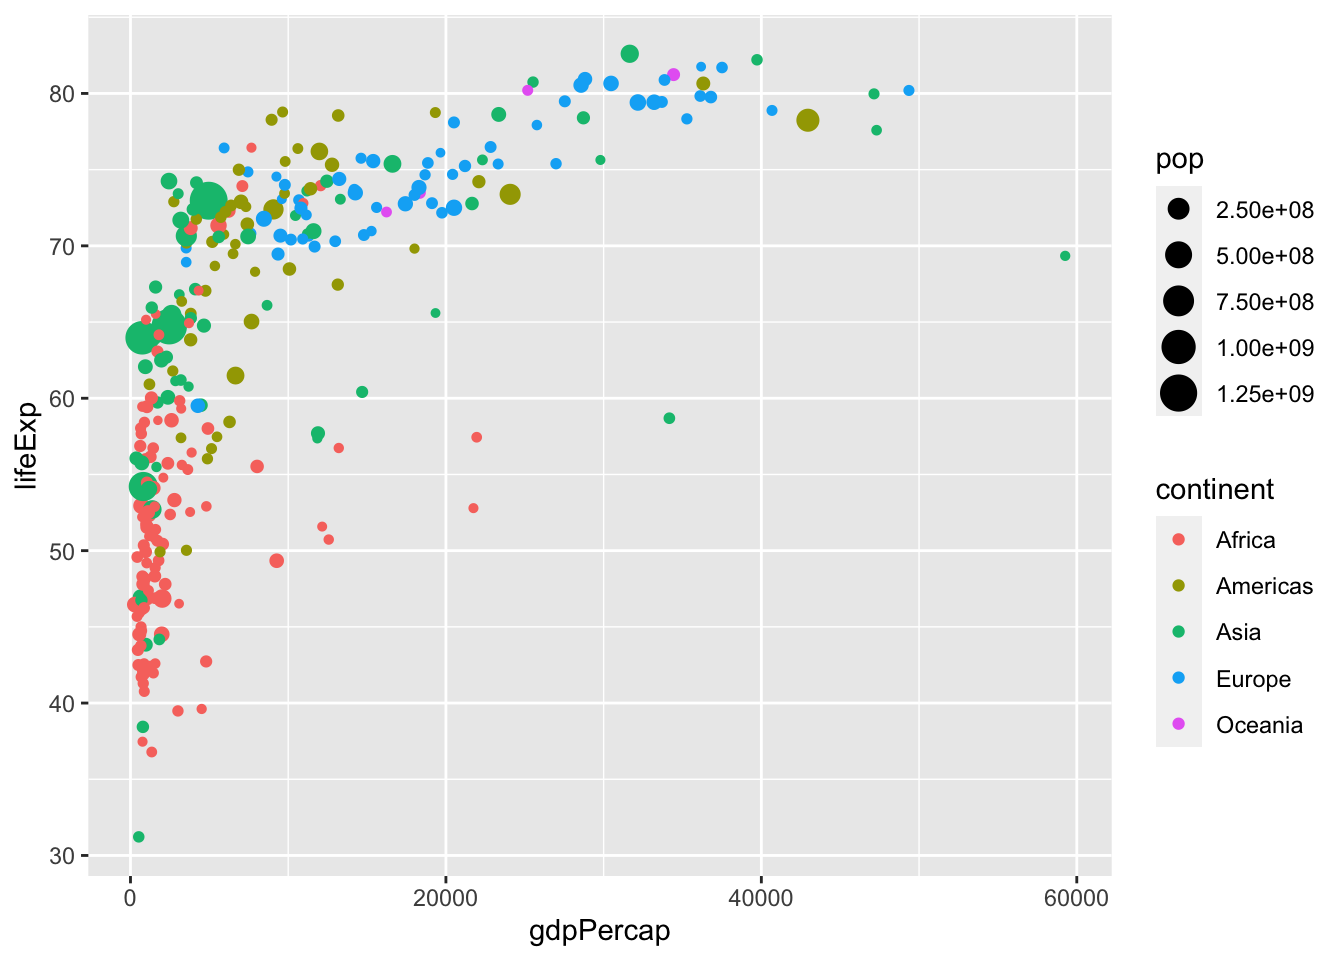 80
70
60
50
40
30
lifeExp
0
20000
40000
60000
gdpPercap
pop
2.50e+08
5.00e+08
7.50e+08
1.00e+09
1.25e+09
continent
Africa
Americas
Asia
Europe
Oceania